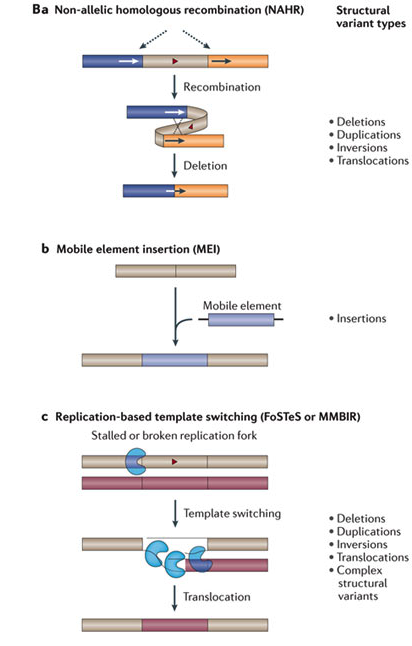 Ba Non-allelic homologous recombination (NAHR)
Structural
variant types
Recombination
Deletion
• Deletions
• Duplications
• Inversions
• Translocations
b Mobile element insertion (MEI)
Mobile element
• Insertions
c Replication-based template switching (FoSTeS or MMBIR)
Stalled or broken replication fork
Template switching
Translocation
• Deletions
• Duplications
• Inversions
• Translocations
• Complex
structural
variants